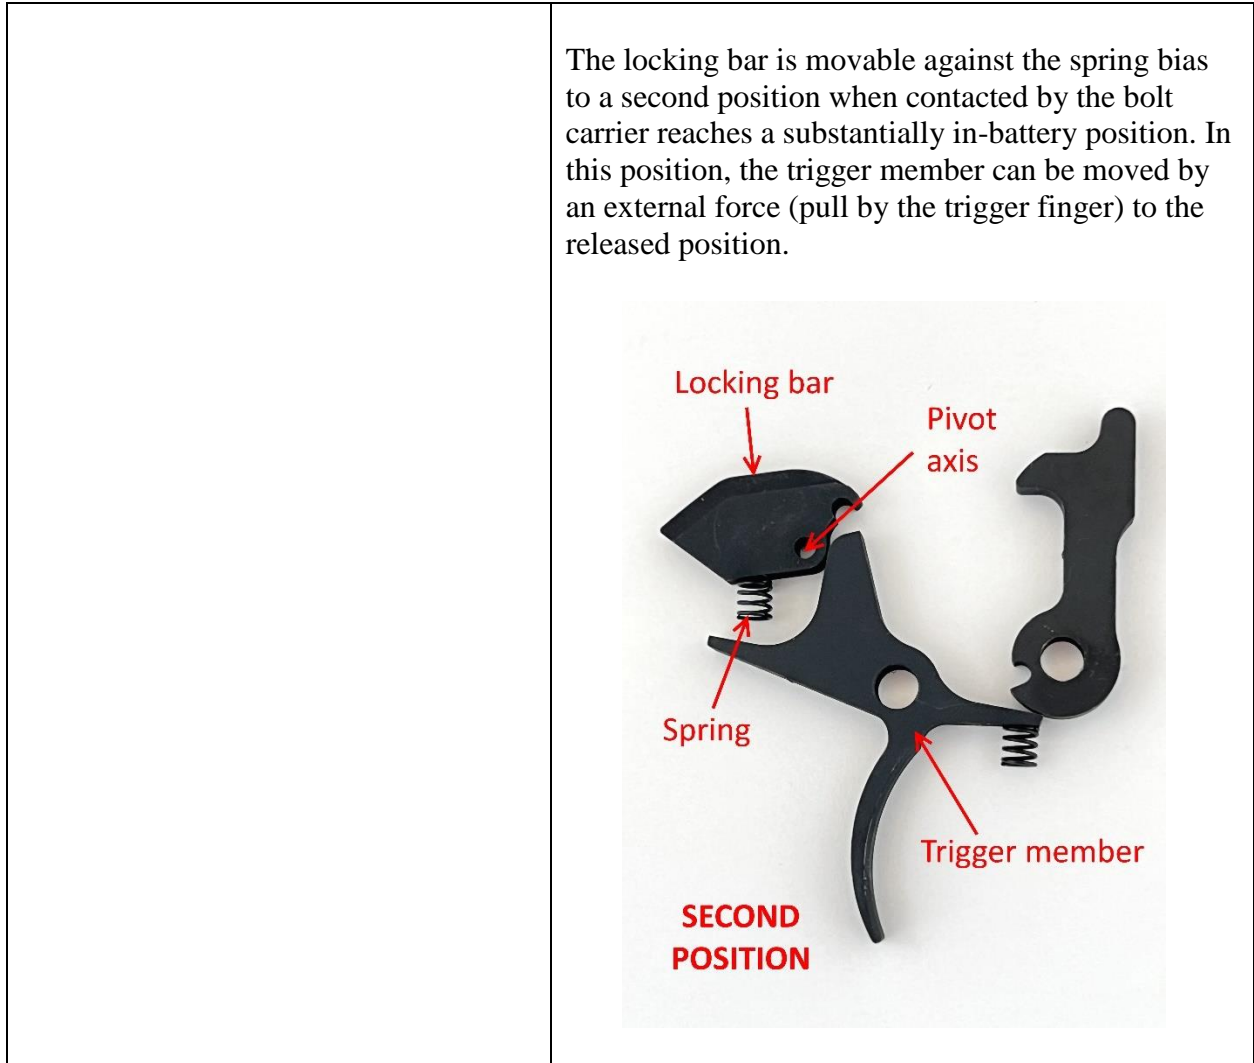 The locking bar is movable against the spring bias
to a second position when contacted by the bolt
carrier reaches a substantially in-battery position. In
this position, the trigger member can be moved by
an external force (pull by the trigger finger) to the
released position.
Locking bar
Pivot
axis
Spring
Trigger member
SECOND
POSITION